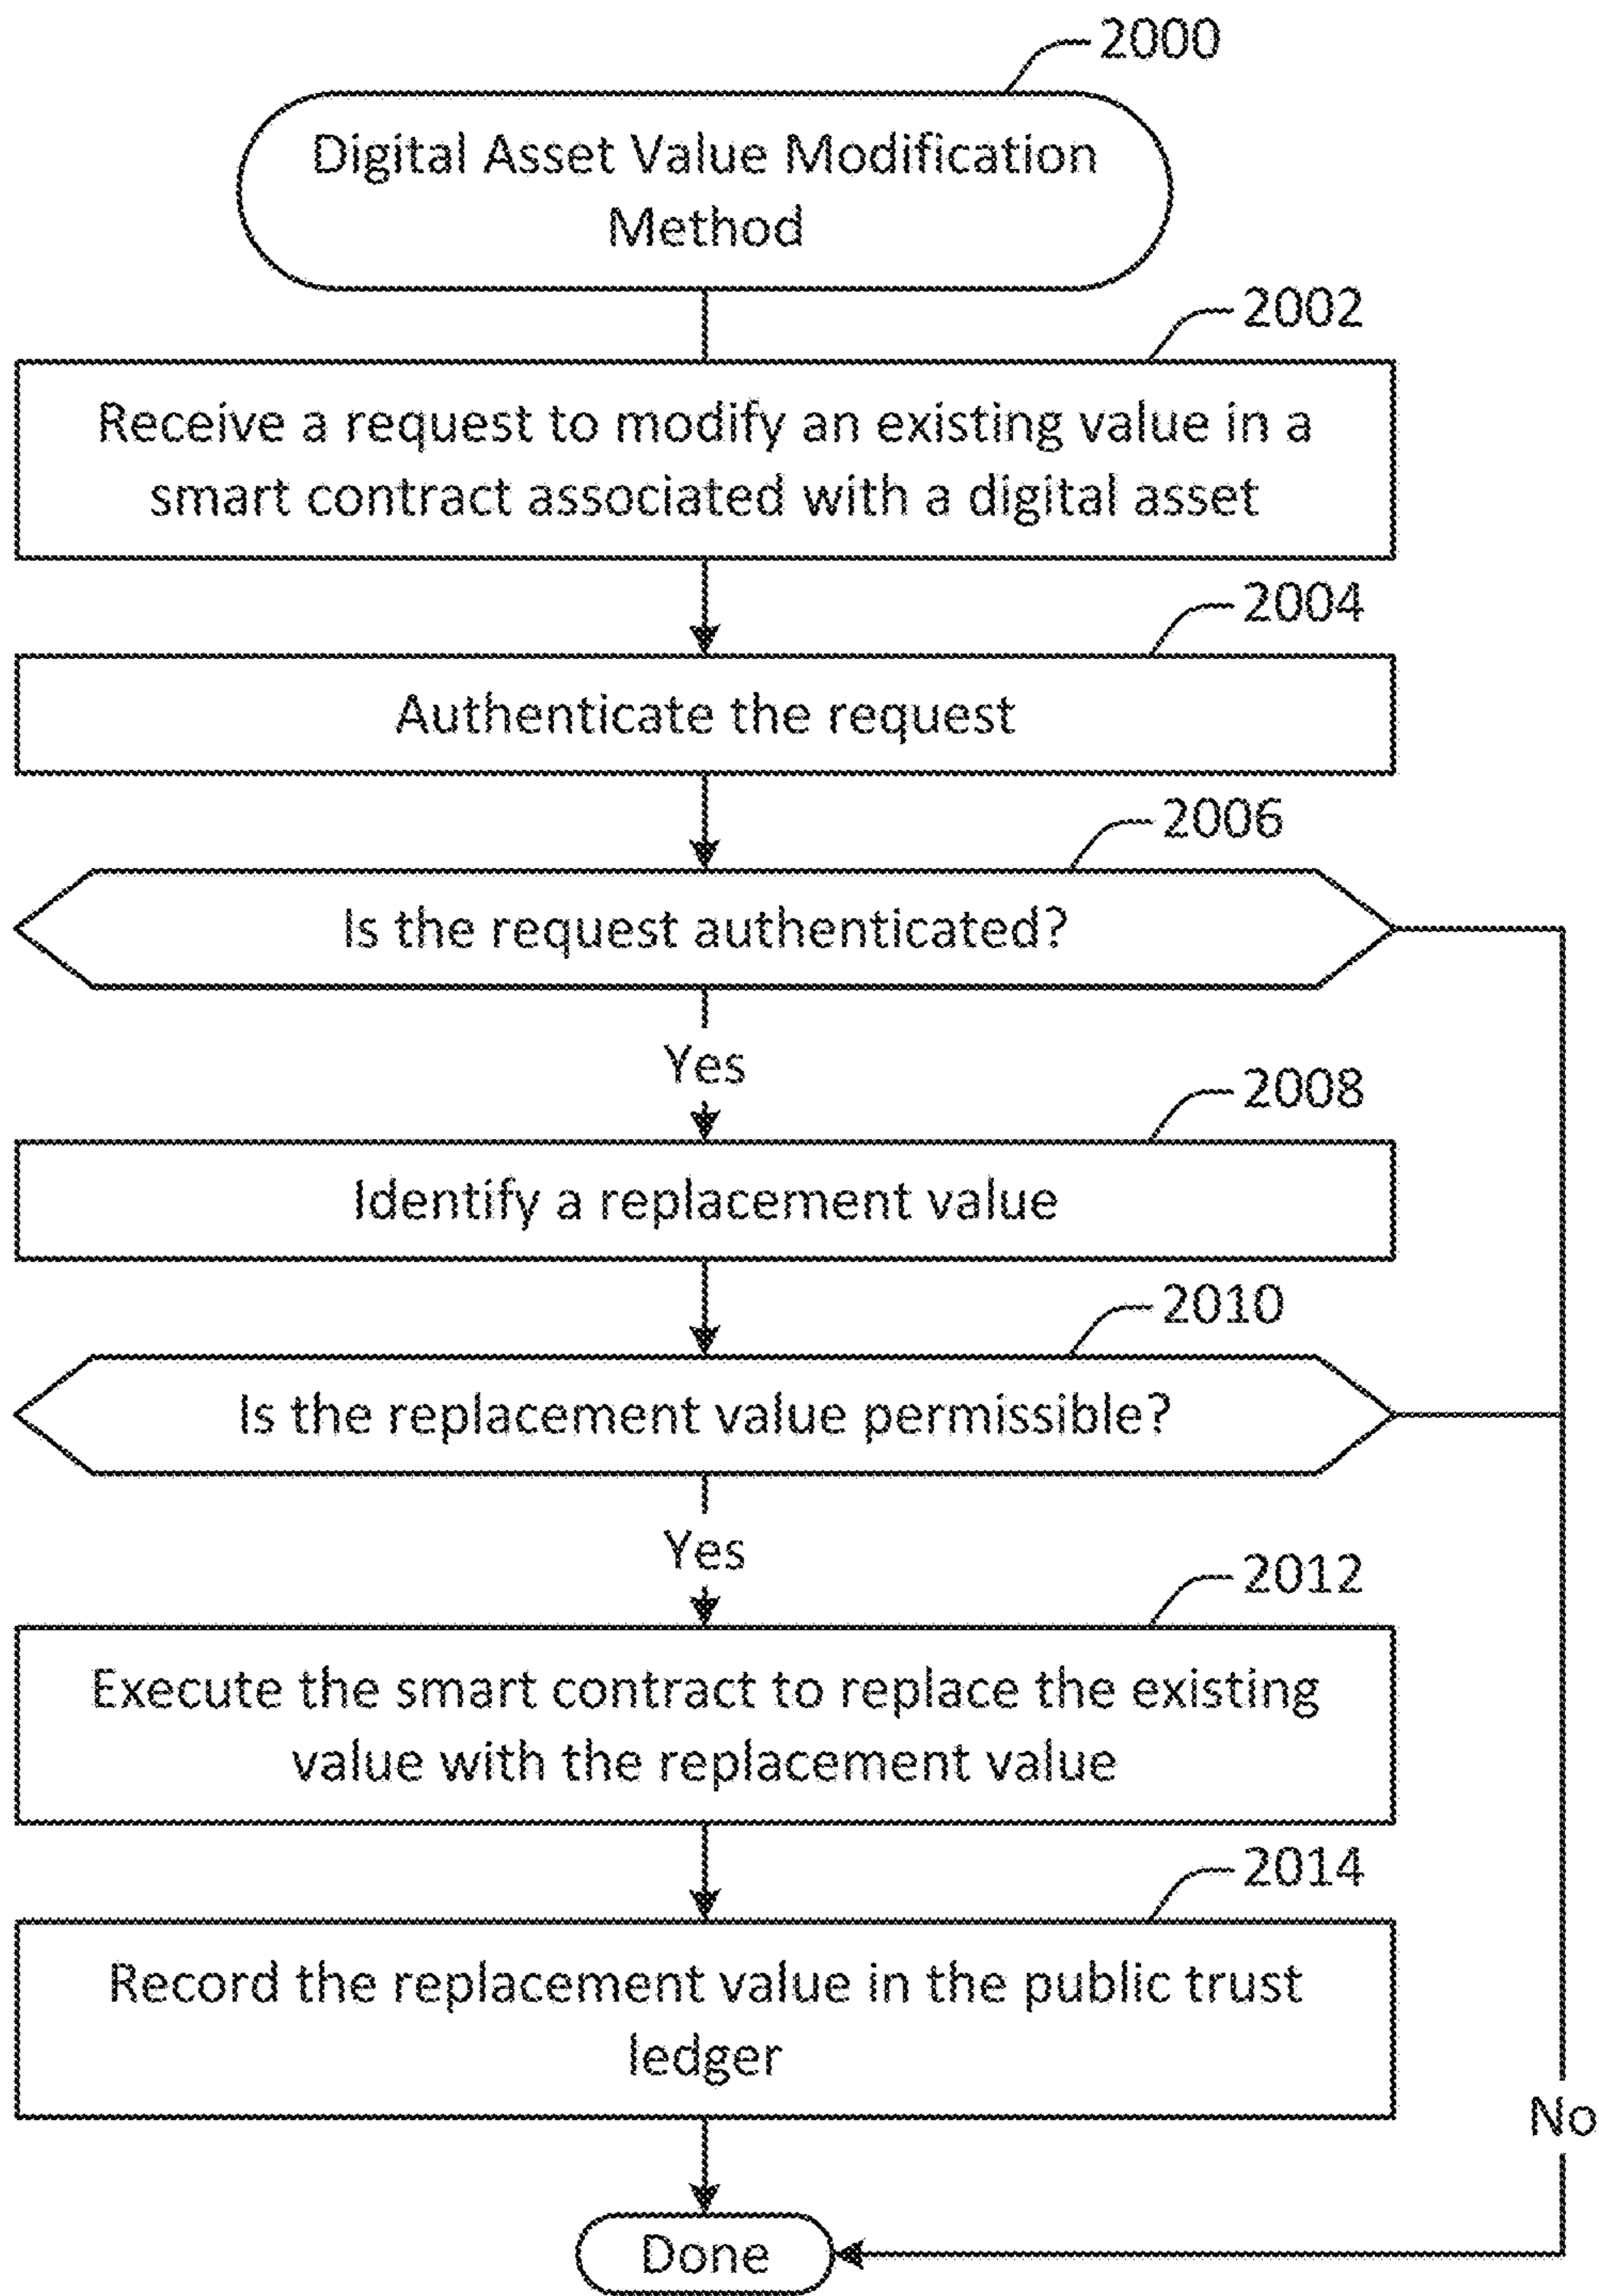 2000
Digital Asset Value Modification
Method
2002
Receive a request to modify an existing value in a
smart contract associated with a digital asset
2004
Authenticate the request
2006
Is the request authenticated?
Yes
2008
Identify a replacement value
2010
Is the replacement value permissible?
Yes
2012
Execute the smart contract to replace the existing
value with the replacement value
2014
Record the replacement value in the public trust
ledger
No
Done